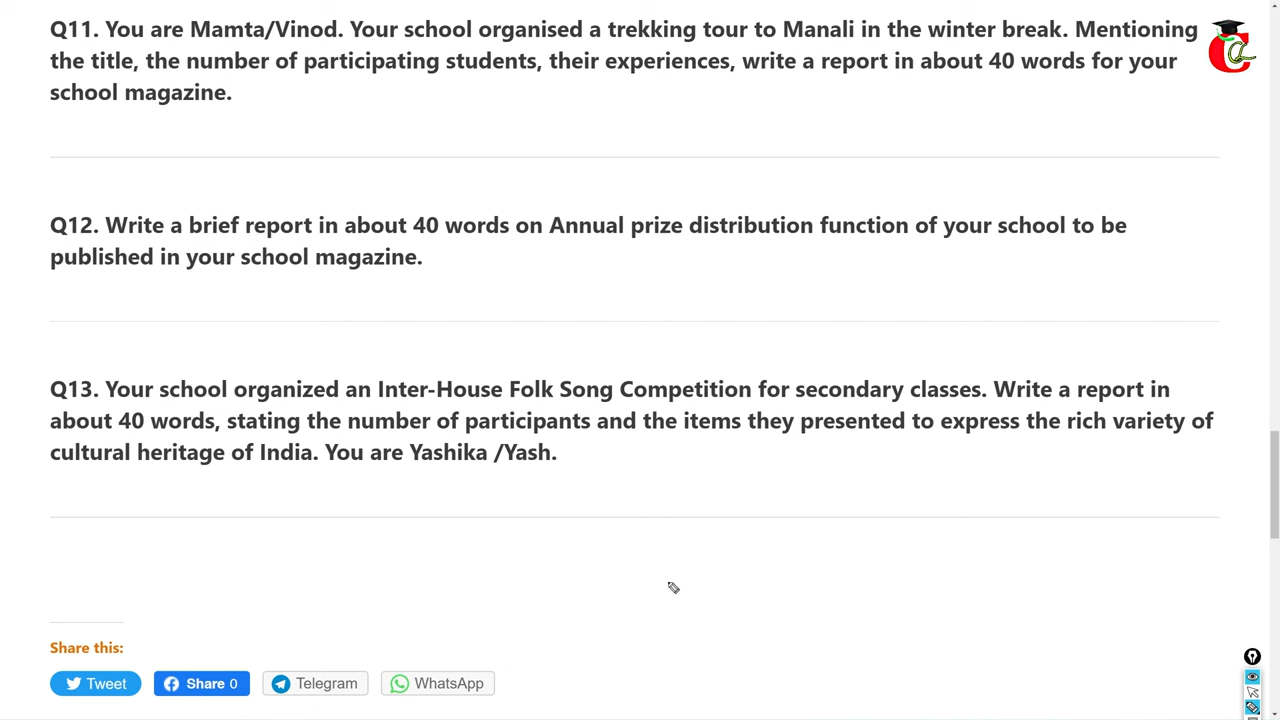 Q11. You are Mamta/Vinod. Your school organised a trekking tour to Manali in the winter break. Mentioning
the title, the number of participating students, their experiences, write a report in about 40 words for your
school magazine.
Q12. Write a brief report in about 40 words on Annual prize distribution function of your school to be
published in your school magazine.
Q13. Your school organized an Inter-House Folk Song Competition for secondary classes. Write a report in
about 40 words, stating the number of participants and the items they presented to express the rich variety of
cultural heritage of India. You are Yashika /Yash.
Share this:
Tweet Share 0 Telegram WhatsApp